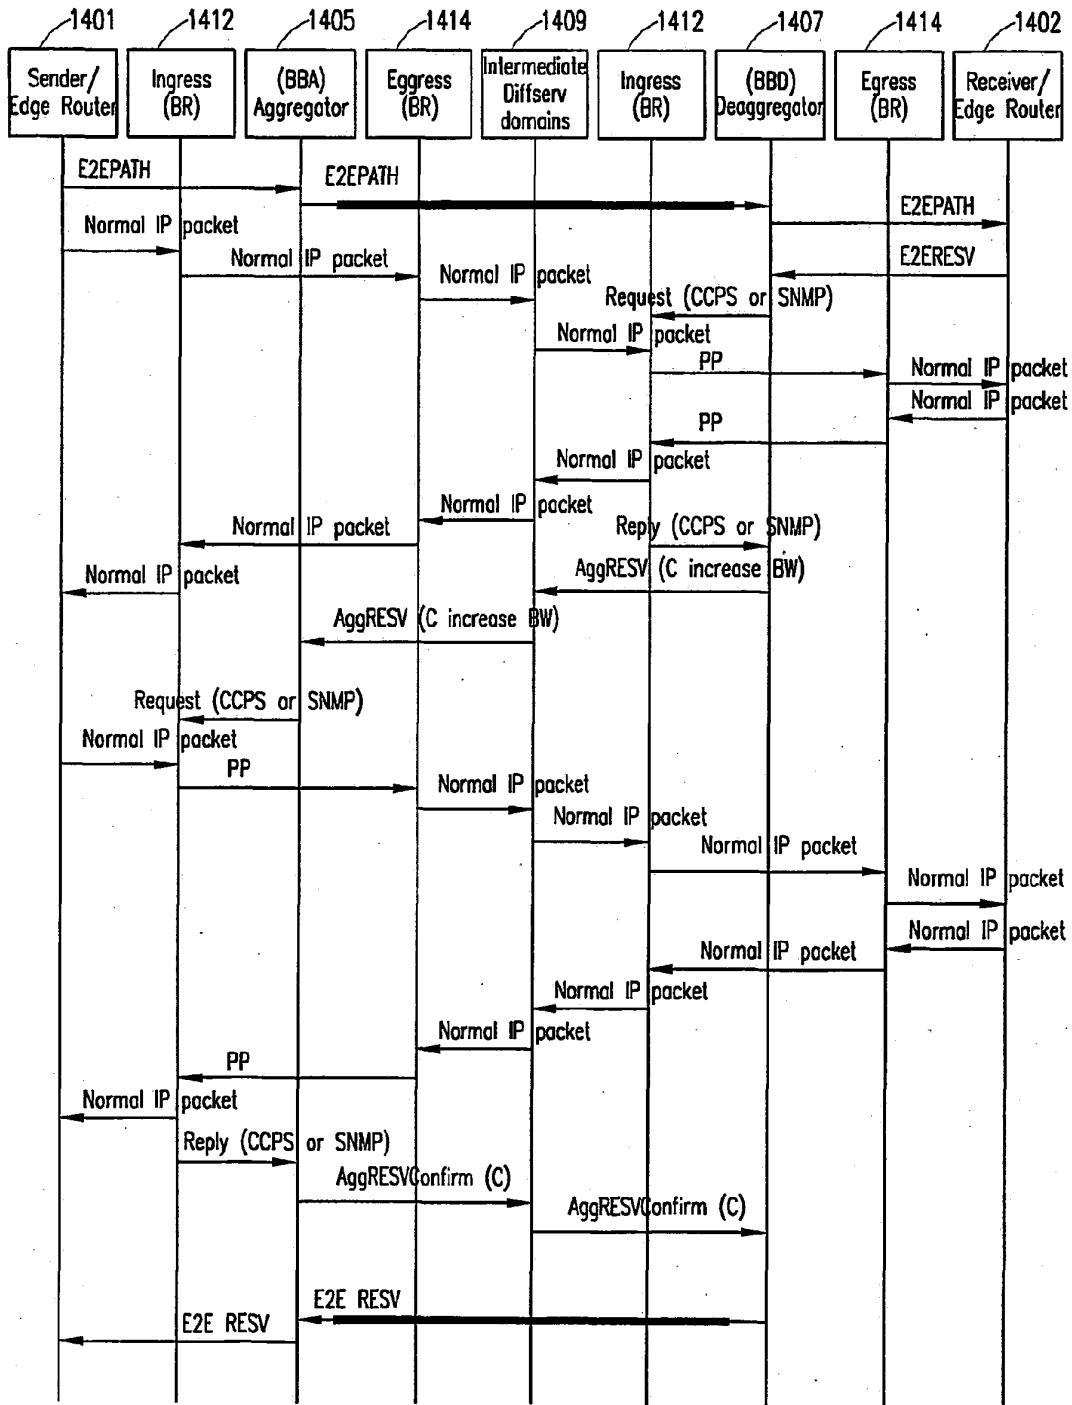 1401 1412 1405 1414 1409 1412 1407 1414 1402
Sender/
Edge Router
Ingress
(BR)
(BBA)
Aggregator
Eggress
(BR)
Intermediate
Diffserv
domains
Ingress
(BR)
(BBD)
Deaggregator
Egress
(BR)
Receiver/
Edge Router
E2EPATH
E2EPATH
E2EPATH
Normal IP packet
E2ERESV
Normal IP packet
Normal IP packet
Request (CCPS or SNMP)
Normal IP packet
PP
Normal IP packet
Normal IP packet
PP
Normal IP packet
Normal IP packet
Normal IP packet
Reply (CCPS or SNMP)
Normal IP packet
AggRESV (C increase BW)
AggRESV (C increase BW)
Request (CCPS or SNMP)
Normal IP packet
PP
Normal IP packet
Normal IP packet
Normal IP packet
Normal IP packet
Normal IP packet
Normal IP packet
Normal IP packet
Normal IP packet
PP
Normal IP packet
Reply (CCPS or SNMP)
AggRESVConfirm (C)
AggRESVConfirm (C)
E2E RESV
E2E RESV